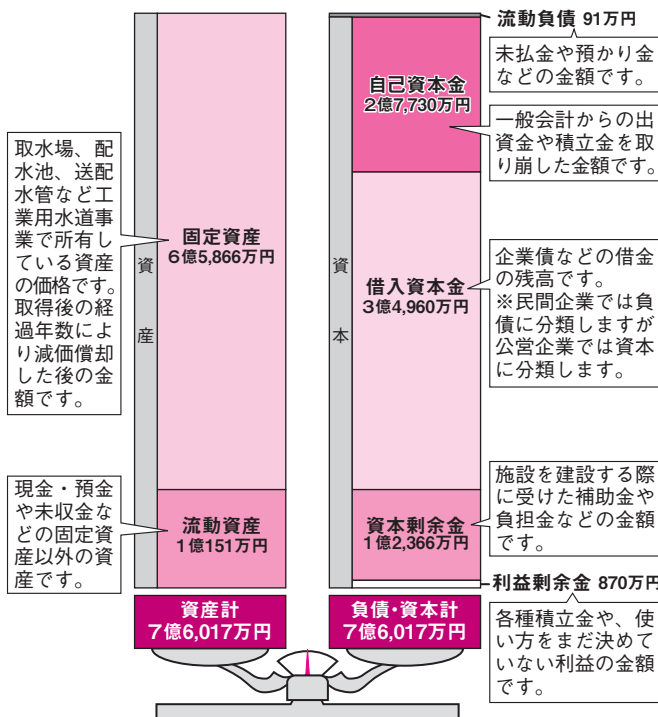 流動負債 91万円
未払金や預かり金
などの金額です。
自己資本金
2億7,730万円
一般会計からの出
資金や積立金を取
り崩した金額です。
取水場、配
水池、送配
水管など工
業用水道事
業で所有し
ている資産
の価格です。
取得後の経
過年数によ
り減価償却
した後の金
額です。
資産
固定資産
6億5,866万円
資本
借入資本金
3億4,960万円
企業債などの借金
の残高です。
※民間企業では負
債に分類しますが
公営企業では資本
に分類します。
現金・預金
や未収金な
どの固定資
産以外の資
産です。
流動資産
1億151万円
資本剰余金
1億2,366万円
施設を建設する際
に受けた補助金や
負担金などの金額
です。
利益剰余金 870万円
各種積立金や、使
い方をまだ決めて
いない利益の金額
です。
資産計
7億6,017万円
負債・資本計
7億6,017万円